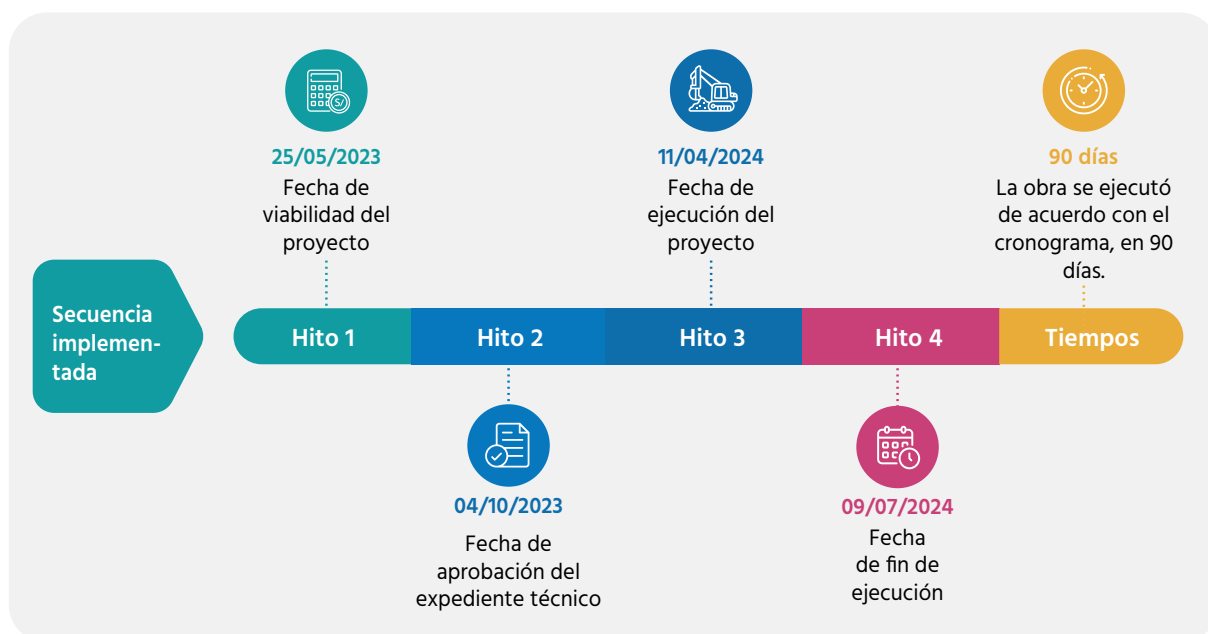 25/05/2023
Fecha de
viabilidad del
proyecto
11/04/2024
Fecha de
ejecución del
proyecto
90 días
La obra se ejecutó
de acuerdo con el
cronograma, en 90
días.
Secuencia
implemen-
tada
Hito 1
Hito 2
Hito 3
Hito 4
Tiempos
04/10/2023
Fecha de
aprobación del
expediente técnico
09/07/2024
Fecha
de fin de
ejecución
S/